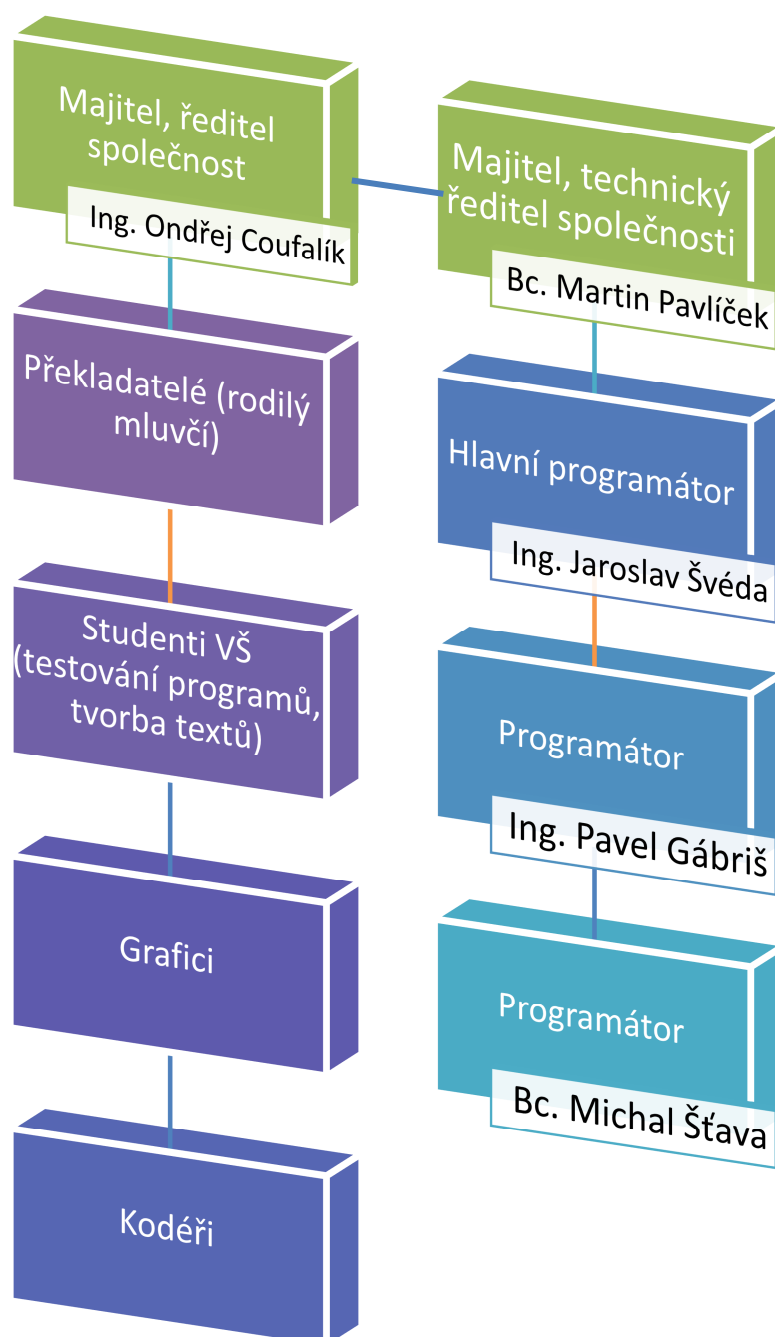 Majitel, ředitel
společnost
Ing. Ondřej Coufalík
Majitel, technický
ředitel společnosti
Bc. Martin Pavlíček
Překladatelé (rodilý
mluvčí)
Hlavní programátor
Ing. Jaroslav Švéda
Studenti VŠ
(testování programů,
tvorba textů)
Programátor
Ing. Pavel Gábriš
Grafici
Programátor
Bc. Michal Šťava
Kodéři